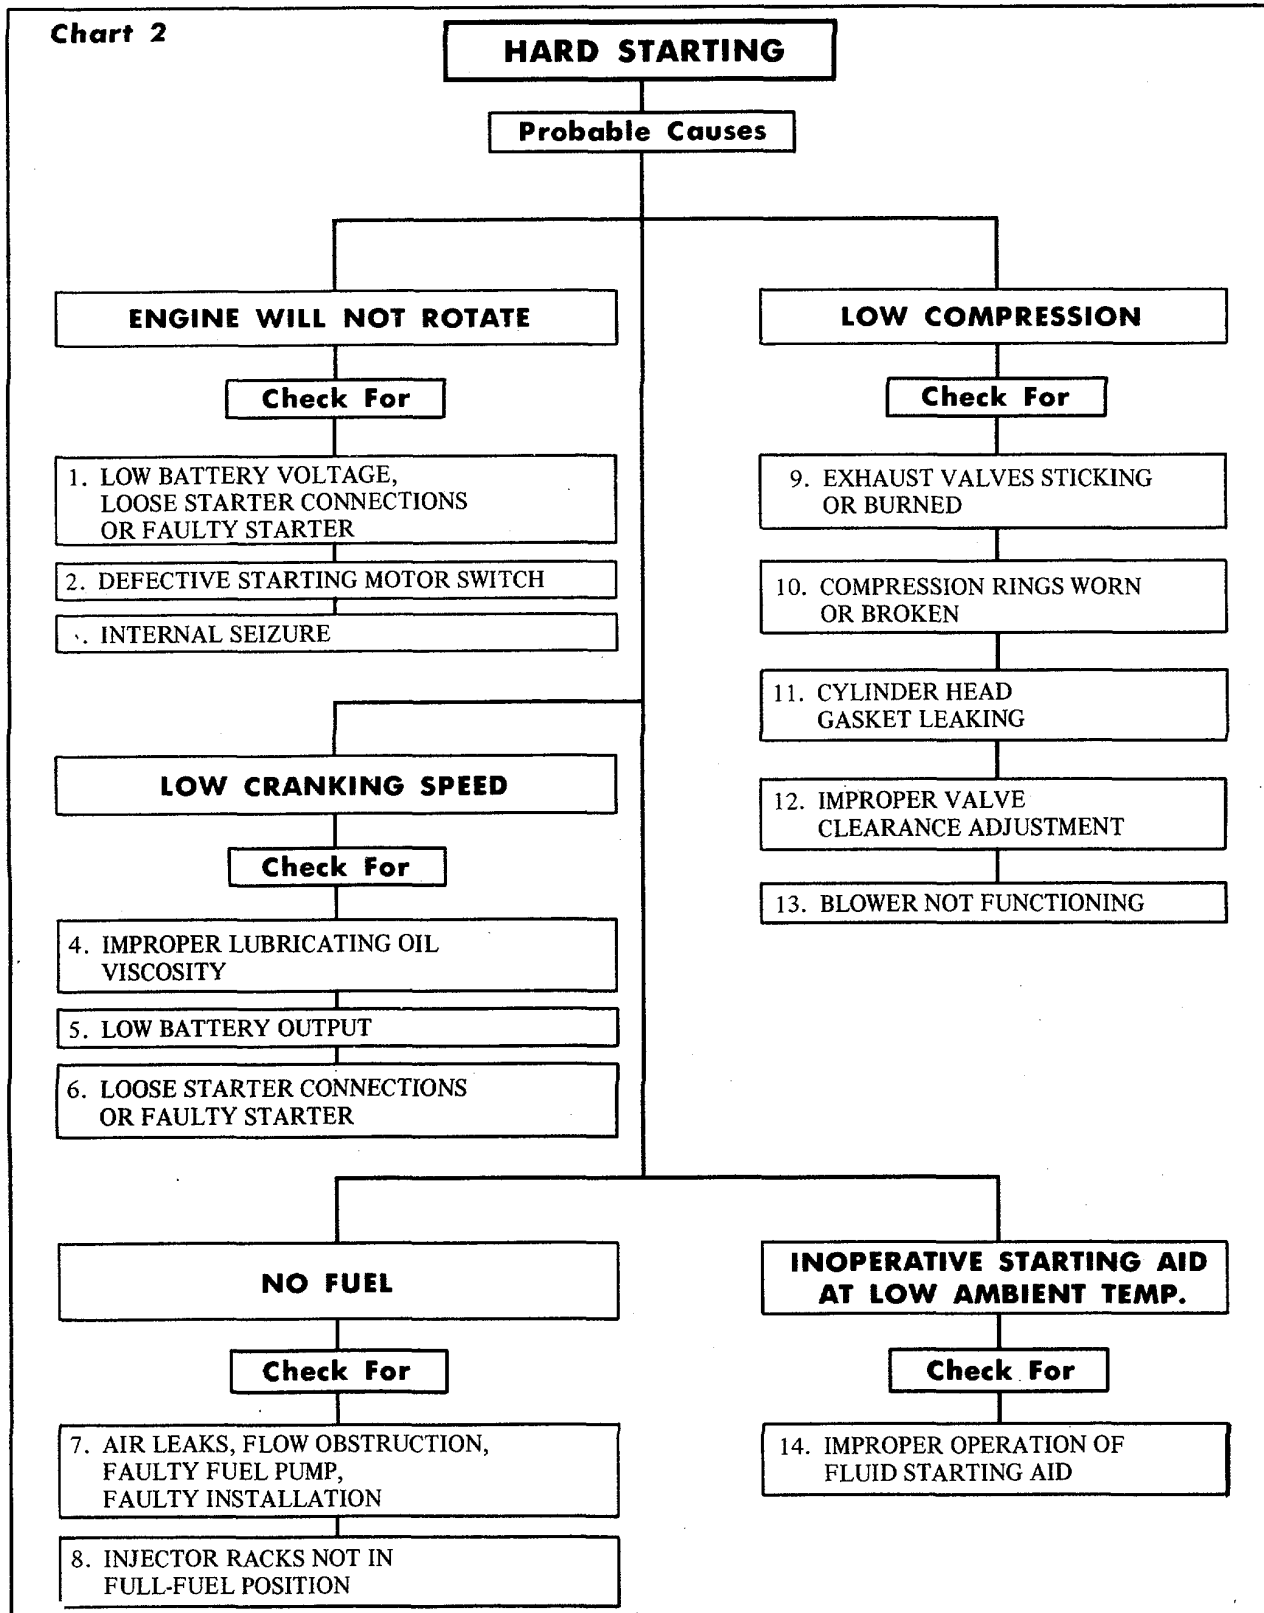 Chart 2
HARD STARTING
Probable Causes
ENGINE WILL NOT ROTATE
Check For
1. LOW BATTERY VOLTAGE,
LOOSE STARTER CONNECTIONS
OR FAULTY STARTER
2. DEFECTIVE STARTING MOTOR SWITCH
. INTERNAL SEIZURE
LOW CRANKING SPEED
Check For
4. IMPROPER LUBRICATING OIL
VISCOSITY
5. LOW BATTERY OUTPUT
6. LOOSE STARTER CONNECTIONS
OR FAULTY STARTER
NO FUEL
Check For
7. AIR LEAKS, FLOW OBSTRUCTION,
FAULTY FUEL PUMP,
FAULTY INSTALLATION
8. INJECTOR RACKS NOT IN
FULL-FUEL POSITION
LOW COMPRESSION
Check For
9. EXHAUST VALVES STICKING
OR BURNED
10. COMPRESSION RINGS WORN
OR BROKEN
11. CYLINDER HEAD
GASKET LEAKING
12. IMPROPER VALVE
CLEARANCE ADJUSTMENT
13. BLOWER NOT FUNCTIONING
INOPERATIVE STARTING AID
AT LOW AMBIENT TEMP.
Check For
14. IMPROPER OPERATION OF
FLUID STARTING AID